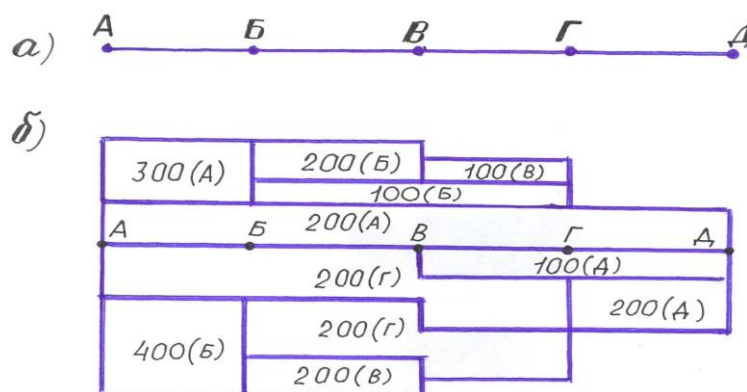 а)
А Б В Г Д
б)
300(А) 200(Б) 100(В)
100(Б)
200(А)
А Б В Г Д
100(Д)
200(Г)
200(Д)
200(Г)
400(Б)
200(В)